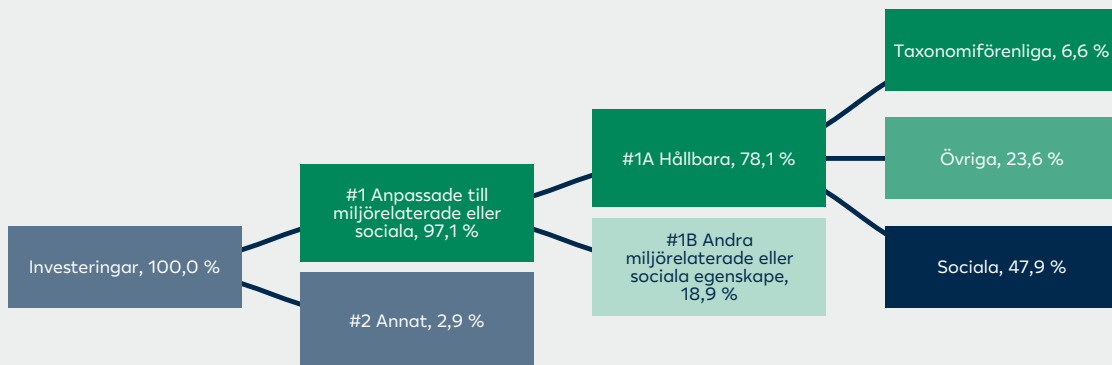 Investeringar, 100,0 %
#1 Anpassade till
miljörelaterade eller
sociala, 97,1 %
#2 Annat, 2,9 %
#1A Hållbara, 78,1 %
#1B Andra
miljörelaterade eller
sociala egenskape,
18,9 %
Taxonomiförenliga, 6,6 %
Övriga, 23,6 %
Sociala, 47,9 %